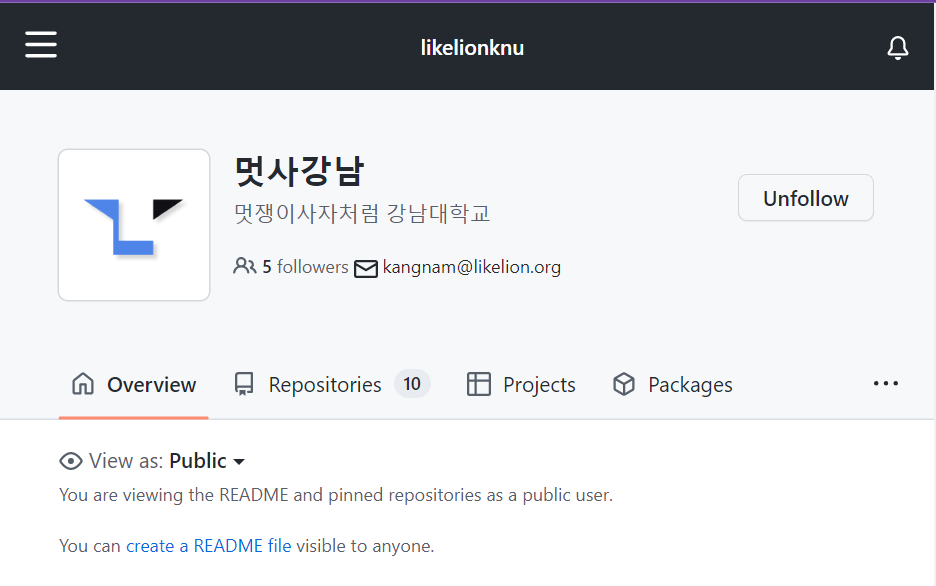 likelionknu
멋사강남
멋쟁이사자처럼 강남대학교
Unfollow
5 followers kangnam@likelion.org
Overview Repositories 10 Projects Packages ...
View as: Public
You are viewing the README and pinned repositories as a public user.
You can create a README file visible to anyone.